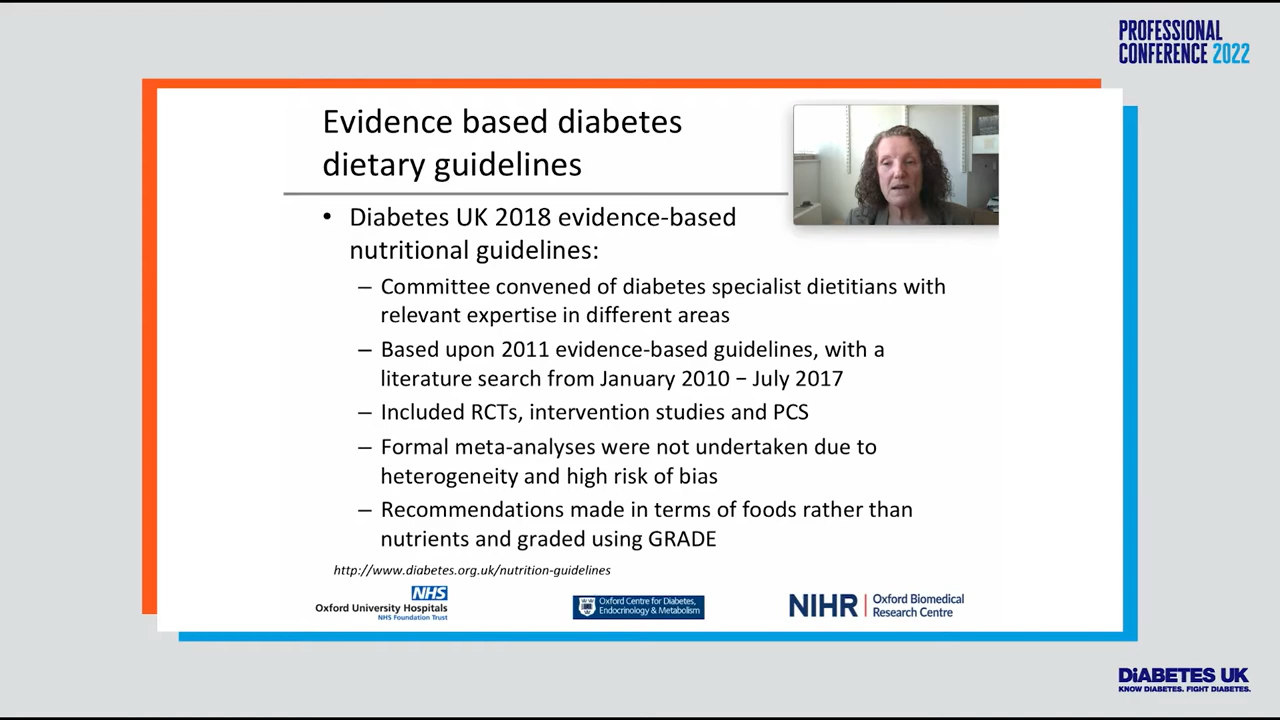 PROFESSIONAL
CONFERENCE 2022
Evidence based diabetes
dietary guidelines
• Diabetes UK 2018 evidence-based
nutritional guidelines:
– Committee convened of diabetes specialist dietitians with
relevant expertise in different areas
– Based upon 2011 evidence-based guidelines, with a
literature search from January 2010 – July 2017
– Included RCTs, intervention studies and PCS
– Formal meta-analyses were not undertaken due to
heterogeneity and high risk of bias
– Recommendations made in terms of foods rather than
nutrients and graded using GRADE
http://www.diabetes.org.uk/nutrition-guidelines
NHS
Oxford University Hospitals
NHS Foundation Trust
Oxford Centre for Diabetes,
Endocrinology & Metabolism
NIHR | Oxford Biomedical
Research Centre
DiABETES UK
KNOW DIABETES. FIGHT DIABETES.